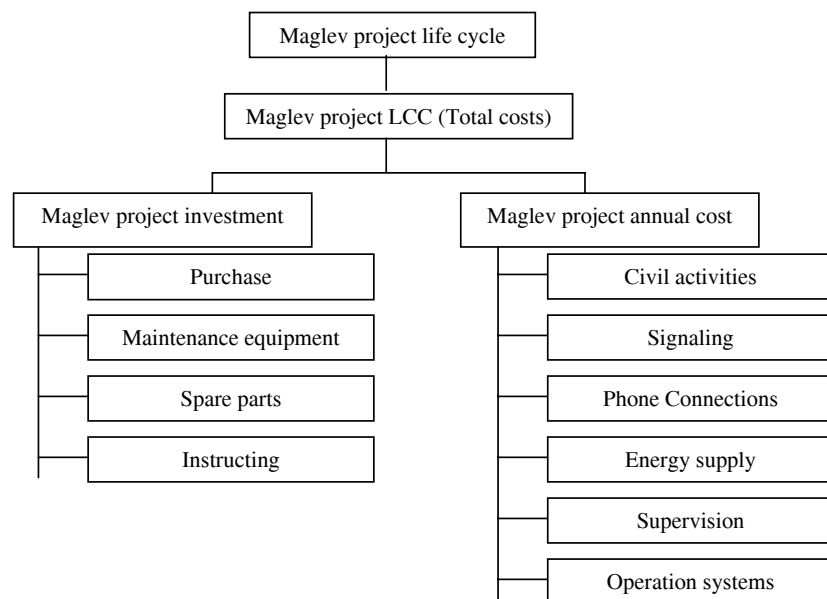 Maglev project life cycle
Maglev project LCC (Total costs)
Maglev project investment
Purchase
Maintenance equipment
Spare parts
Instructing
Maglev project annual cost
Civil activities
Signaling
Phone Connections
Energy supply
Supervision
Operation systems